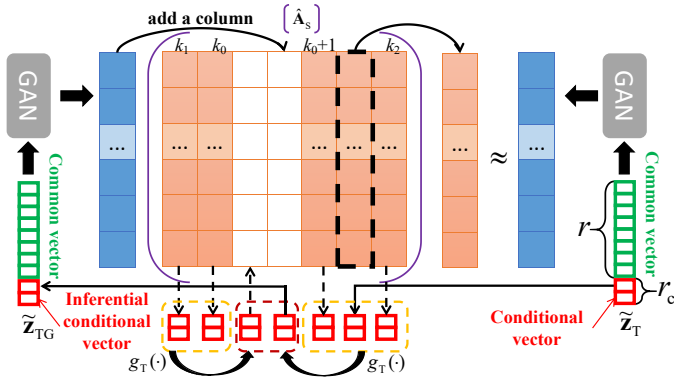 add a column
[Â_S]
k_1 k_0 k_0+1 k_2
GAN
GAN
... ... ... ... ... ... ... ≈ ...
Common vector
Common vector
r
r_c
z̃_TG
Inferential
conditional
vector
Conditional
vector
z̃_T
g_T(·)
g_T(·)